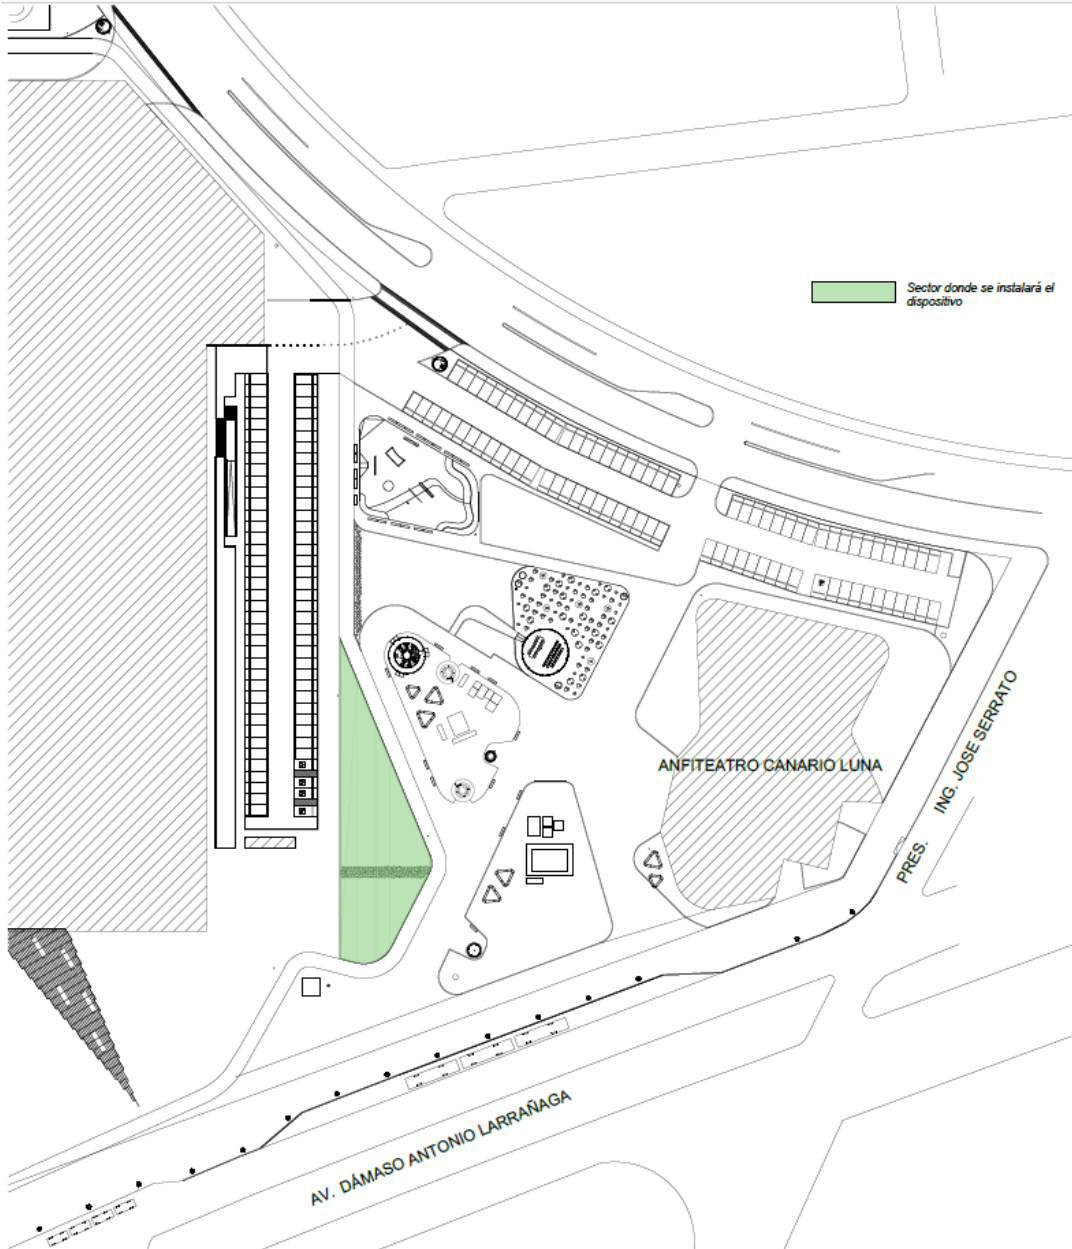 Sector donde se instalará el
dispositivo
ANFITEATRO CANARIO LUNA
PRES. ING. JOSE SERRATO
AV. DÁMASO ANTONIO LARRAÑAGA